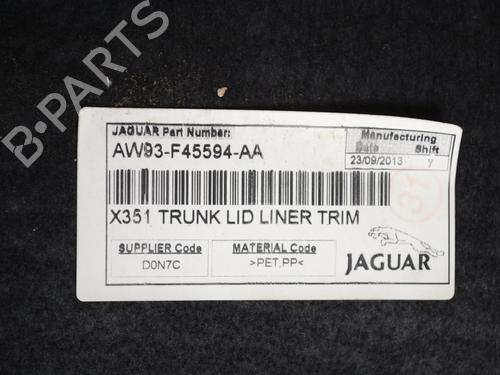 B-PARTS
JAGUAR Part Number:
AW93-F45594-AA
Manufacturing
Date Shift
23/09/2013 Y
X351 TRUNK LID LINER TRIM
SUPPLIER Code
D0N7C
MATERIAL Code
>PET,PP<
JAGUAR